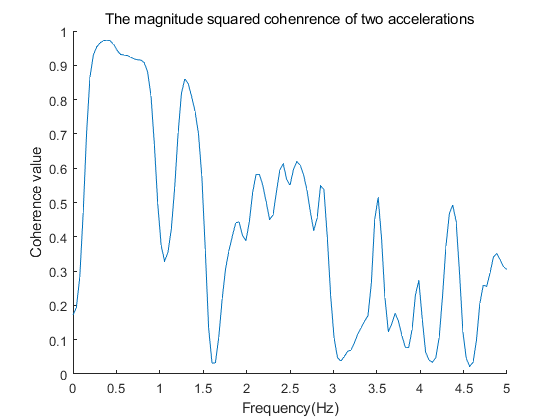 The magnitude squared cohenrence of two accelerations
1
0.9
0.8
0.7
0.6
0.5
0.4
0.3
0.2
0.1
0
Coherence value
0 0.5 1 1.5 2 2.5 3 3.5 4 4.5 5
Frequency(Hz)